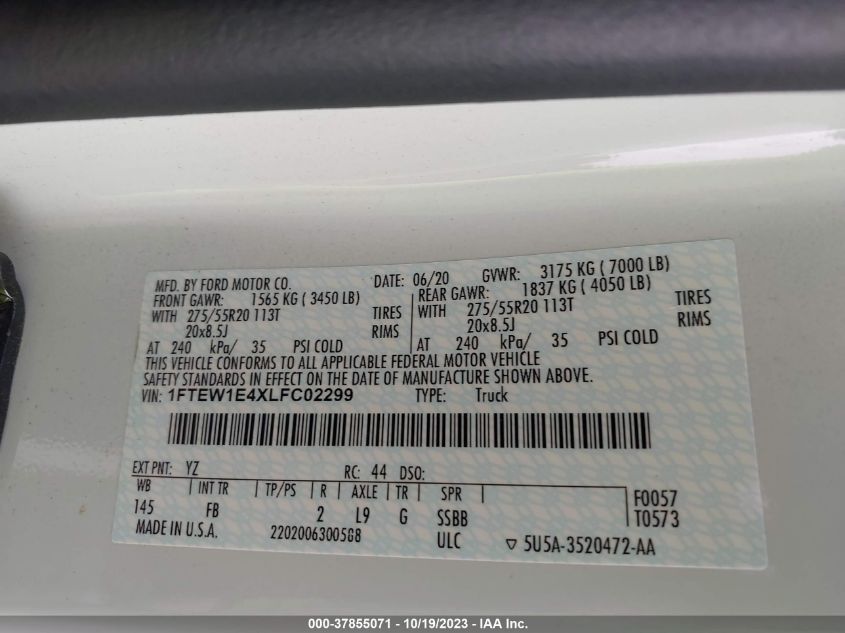 MFD. BY FORD MOTOR CO. DATE: 06/20 GVWR: 3175 KG ( 7000 LB)
FRONT GAWR: 1565 KG ( 3450 LB) REAR GAWR: 1837 KG ( 4050 LB)
WITH 275/55R20 113T TIRES WITH 275/55R20 113T TIRES
20x8.5J RIMS 20x8.5J RIMS
AT 240 kPa/ 35 PSI COLD AT 240 kPa/ 35 PSI COLD
THIS VEHICLE CONFORMS TO ALL APPLICABLE FEDERAL MOTOR VEHICLE
SAFETY STANDARDS IN EFFECT ON THE DATE OF MANUFACTURE SHOWN ABOVE.
VIN: 1FTEW1E4XLFC02299 TYPE: Truck
EXT PNT: YZ RC: 44 DSO:
WB INT TR TP/PS R AXLE TR SPR F0057
145 FB 2 L9 G SSBB T0573
MADE IN U.S.A. 2202006300568 ULC ▽ 5U5A-3520472-AA
000-37855071 - 10/19/2023 - IAA Inc.